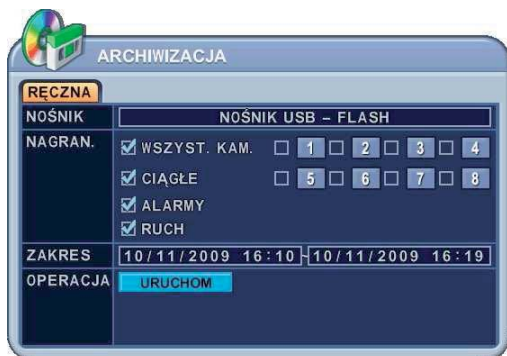 ARCHIWIZACJA
RĘCZNA
NOŚNIK NOŚNIK USB – FLASH
NAGRAN. WSZYST. KAM. 1 2 3 4
CIĄGŁE 5 6 7 8
ALARMY
RUCH
ZAKRES 10/11/2009 16:10~10/11/2009 16:19
OPERACJA URUCHOM